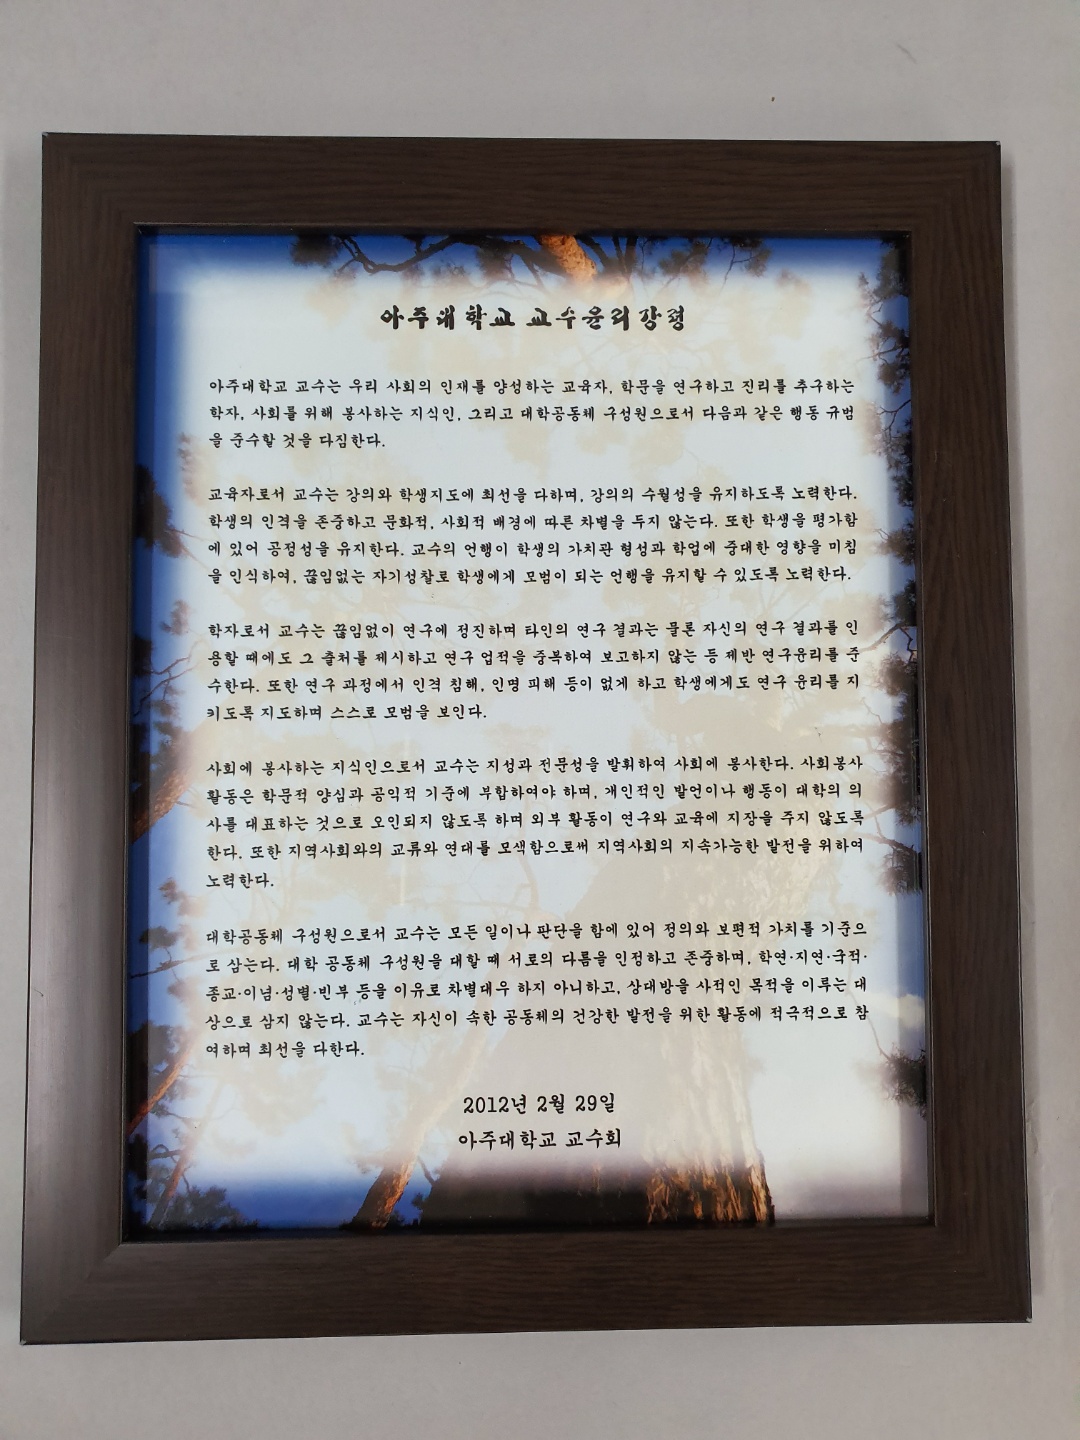 아주대학교 교수윤리강령
아주대학교 교수는 우리 사회의 인재를 양성하는 교육자, 학문을 연구하고 진리를 추구하는
학자, 사회를 위해 봉사하는 지식인, 그리고 대학공동체 구성원으로서 다음과 같은 행동 규범
을 준수할 것을 다짐한다.
교육자로서 교수는 강의와 학생지도에 최선을 다하며, 강의의 수월성을 유지하도록 노력한다.
학생의 인격을 존중하고 문화적, 사회적 배경에 따른 차별을 두지 않는다. 또한 학생을 평가함
에 있어 공정성을 유지한다. 교수의 언행이 학생의 가치관 형성과 학업에 중대한 영향을 미침
을 인식하여, 끊임없는 자기성찰로 학생에게 모범이 되는 언행을 유지할 수 있도록 노력한다.
학자로서 교수는 끊임없이 연구에 정진하며 타인의 연구 결과는 물론 자신의 연구 결과를 인
용할 때에도 그 출처를 제시하고 연구 업적을 중복하여 보고하지 않는 등 제반 연구윤리를 준
수한다. 또한 연구 과정에서 인격 침해, 인명 피해 등이 없게 하고 학생에게도 연구 윤리를 지
키도록 지도하며 스스로 모범을 보인다.
사회에 봉사하는 지식인으로서 교수는 지성과 전문성을 발휘하여 사회에 봉사한다. 사회봉사
활동은 학문적 양심과 공익적 기준에 부합하여야 하며, 개인적인 발언이나 행동이 대학의 의
사를 대표하는 것으로 오인되지 않도록 하며 외부 활동이 연구와 교육에 지장을 주지 않도록
한다. 또한 지역사회와의 교류와 연대를 모색함으로써 지역사회의 지속가능한 발전을 위하여
노력한다.
대학공동체 구성원으로서 교수는 모든 일이나 판단을 함에 있어 정의와 보편적 가치를 기준으
로 삼는다. 대학 공동체 구성원을 대할 때 서로의 다름을 인정하고 존중하며, 학연·지연·국적·
종교·이념·성별·빈부 등을 이유로 차별대우 하지 아니하고, 상대방을 사적인 목적을 이루는 대
상으로 삼지 않는다. 교수는 자신이 속한 공동체의 건강한 발전을 위한 활동에 적극적으로 참
여하며 최선을 다한다.
2012년 2월 29일
아주대학교 교수회